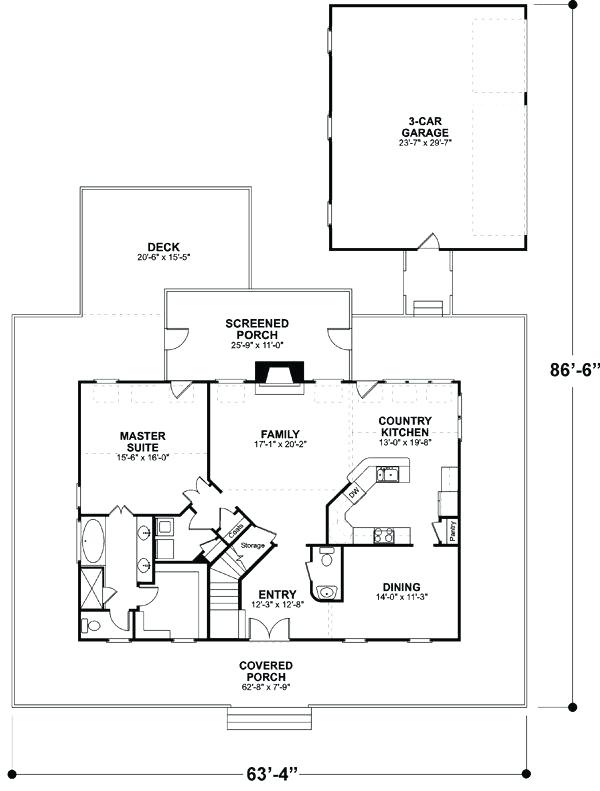 3-CAR
GARAGE
23'-7" x 29'-7"
DECK
20'-6" x 15'-5"
SCREENED
PORCH
25'-9" x 11'-0"
86'-6"
MASTER
SUITE
15'-6" x 16'-0"
FAMILY
17'-1" x 20'-2"
COUNTRY
KITCHEN
13'-0" x 19'-8"
DW
Coats
Storage
Pantry
ENTRY
12'-3" x 12'-8"
DINING
14'-0" x 11'-3"
COVERED
PORCH
62'-8" x 7'-9"
63'-4"